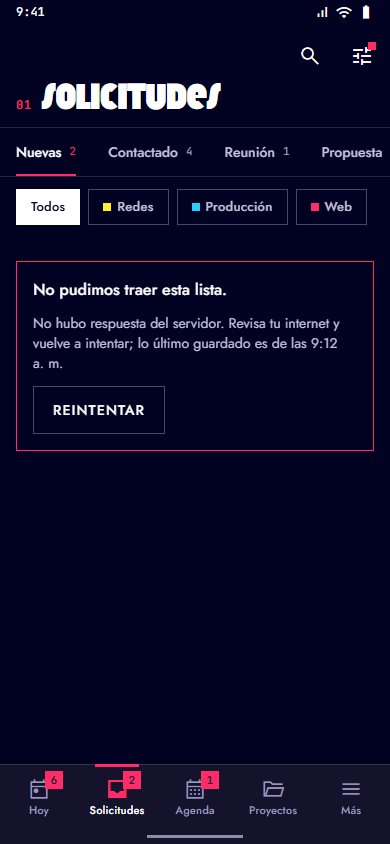 9:41
01 SOLICITUDES
Nuevas 2 Contactado 4 Reunión 1 Propuesta
Todos Redes Producción Web
No pudimos traer esta lista.
No hubo respuesta del servidor. Revisa tu internet y
vuelve a intentar; lo último guardado es de las 9:12
a. m.
REINTENTAR
6 2 1
Hoy Solicitudes Agenda Proyectos Más